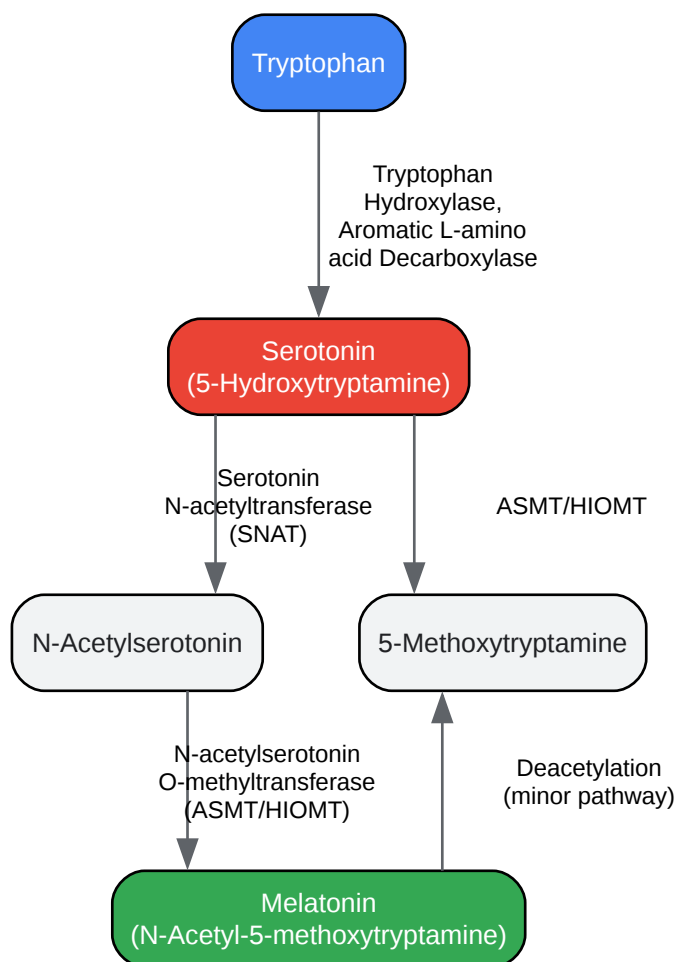 Tryptophan
Tryptophan
Hydroxylase,
Aromatic L-amino
acid Decarboxylase
Serotonin
(5-Hydroxytryptamine)
Serotonin
N-acetyltransferase
(SNAT)
ASMT/HIOMT
N-Acetylserotonin
5-Methoxytryptamine
N-acetylserotonin
O-methyltransferase
(ASMT/HIOMT)
Deacetylation
(minor pathway)
Melatonin
(N-Acetyl-5-methoxytryptamine)